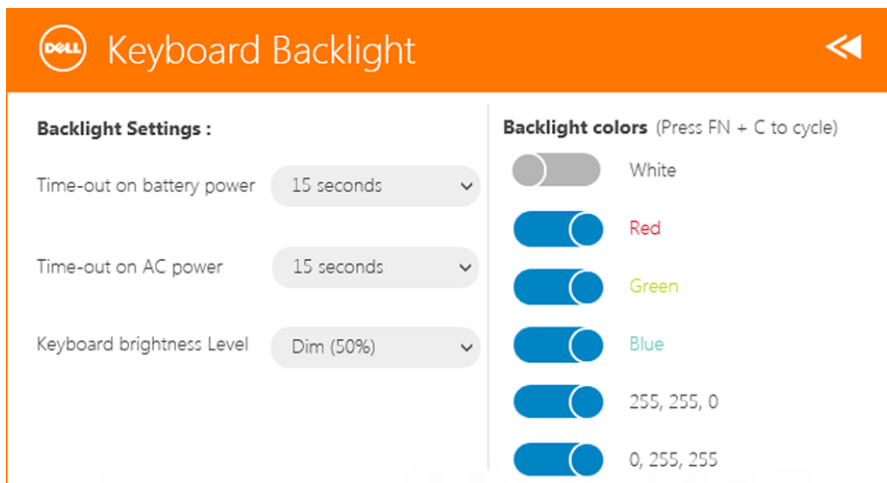 DELL Keyboard Backlight
Backlight Settings :
Time-out on battery power 15 seconds
Time-out on AC power 15 seconds
Keyboard brightness Level Dim (50%)
Backlight colors (Press FN + C to cycle)
White
Red
Green
Blue
255, 255, 0
0, 255, 255